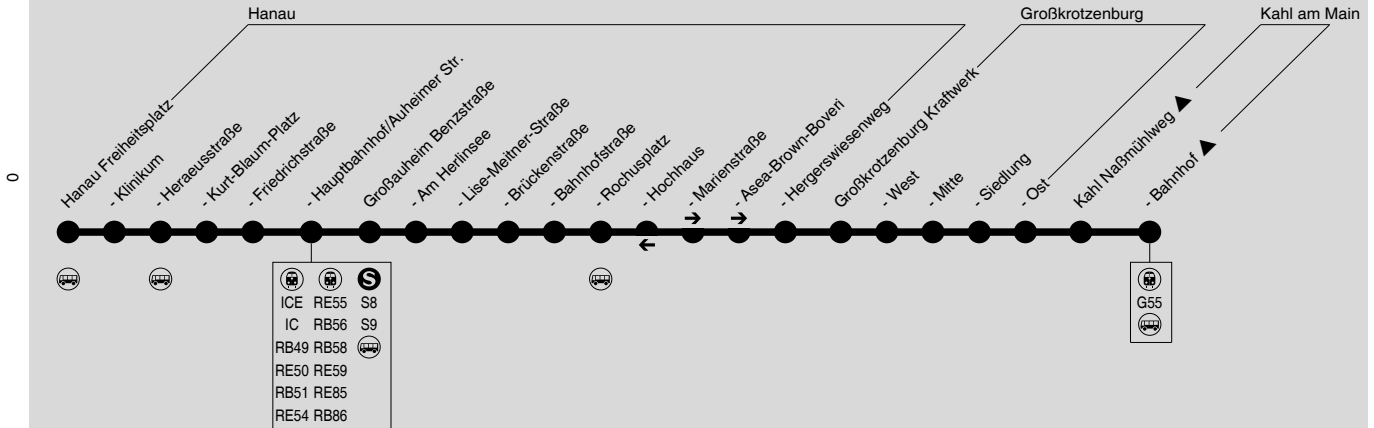 Hanau
Großkrotzenburg
Kahl am Main
Hanau Freiheitsplatz
- Klinikum
- Heraeusstraße
- Kurt-Blaum-Platz
- Friedrichstraße
- Hauptbahnhof/Auheimer Str.
Großauheim Benzstraße
- Am Herlinsee
- Lise-Meitner-Straße
- Brückenstraße
- Bahnhofstraße
- Rochusplatz
- Hochhaus
- Marienstraße
- Asea-Brown-Boveri
- Hergerswiesenweg
Großkrotzenburg Kraftwerk
- West
- Mitte
- Siedlung
- Ost
Kahl Naßmühlweg
- Bahnhof
0
S
ICE RE55 S8
IC RB56 S9
RB49 RB58
RE50 RE59
RB51 RE85
RE54 RB86
G55